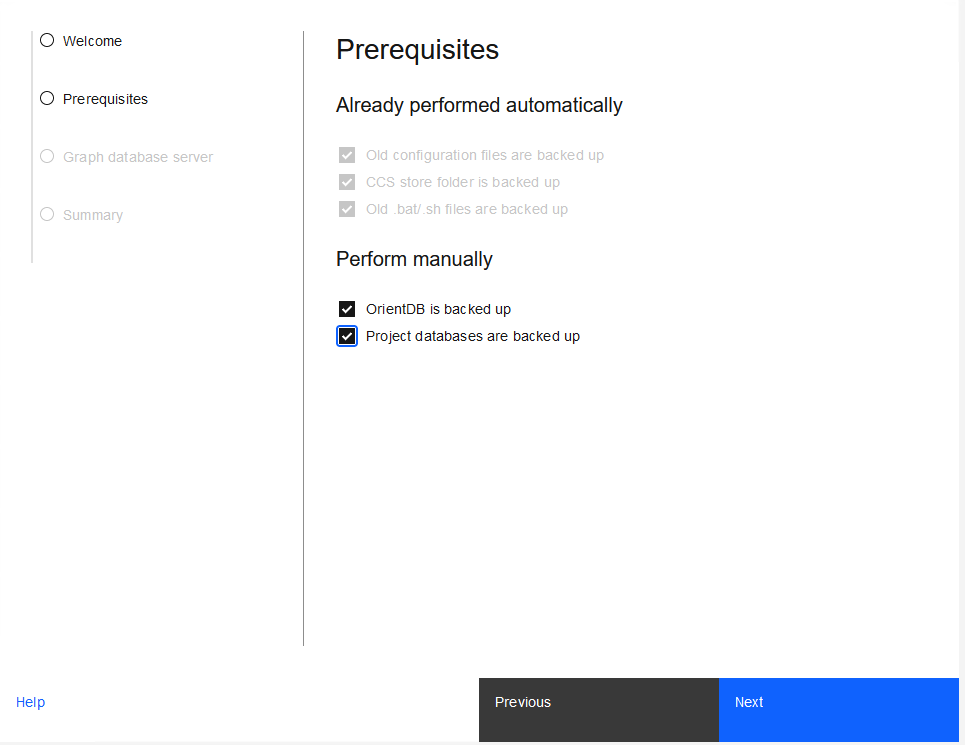 Welcome
Prerequisites
Graph database server
Summary
Prerequisites
Already performed automatically
Old configuration files are backed up
CCS store folder is backed up
Old .bat/.sh files are backed up
Perform manually
OrientDB is backed up
Project databases are backed up
Help
Previous
Next